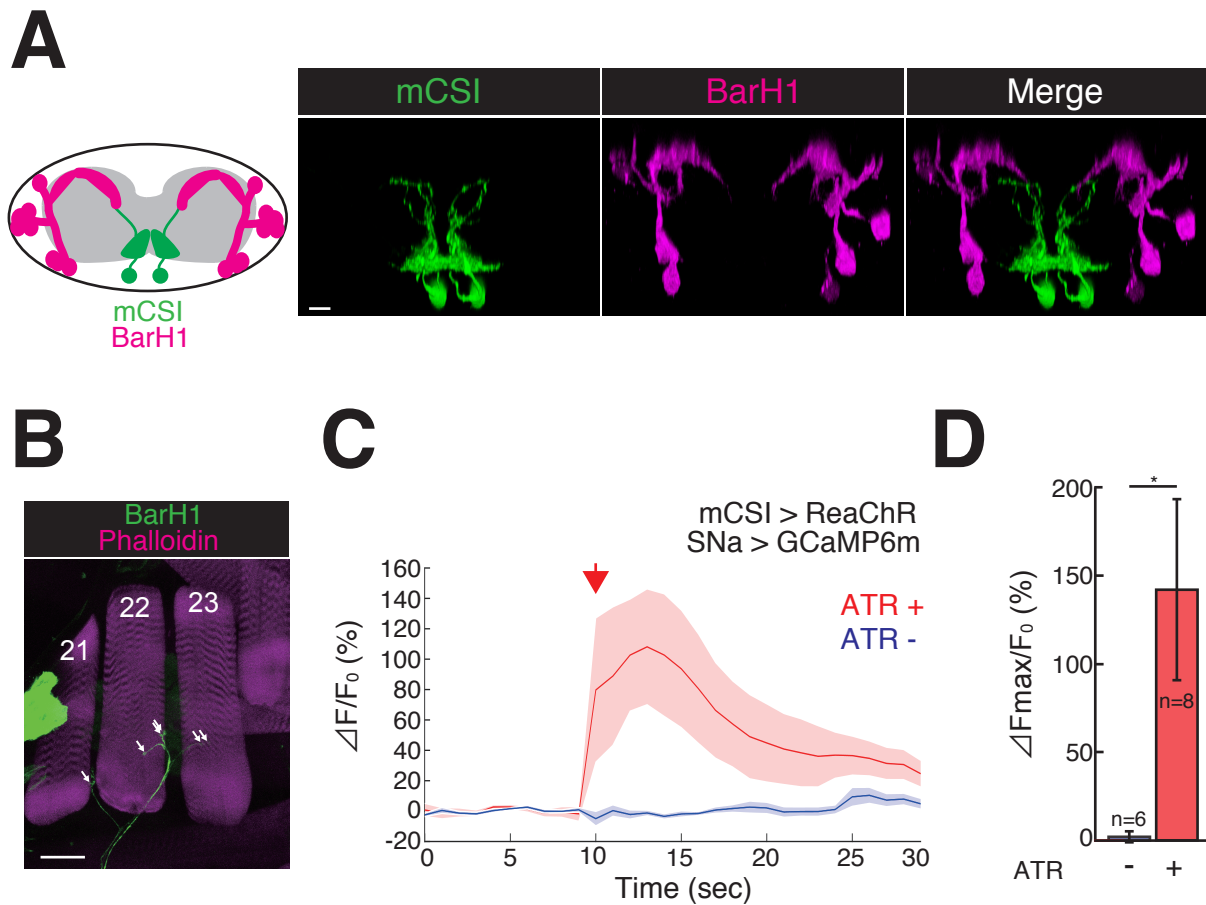 A
mCSI
BarH1
Merge
mCSI
BarH1
B
BarH1
Phalloidin
21
22
23
C
mCSI > ReaChR
SNa > GCaMP6m
ATR +
ATR -
⊿F/F₀ (%)
160
140
120
100
80
60
40
20
0
-20
0
5
10
15
20
25
30
Time (sec)
D
*
⊿Fmax/F₀ (%)
200
150
100
50
0
n=6
n=8
ATR
-
+